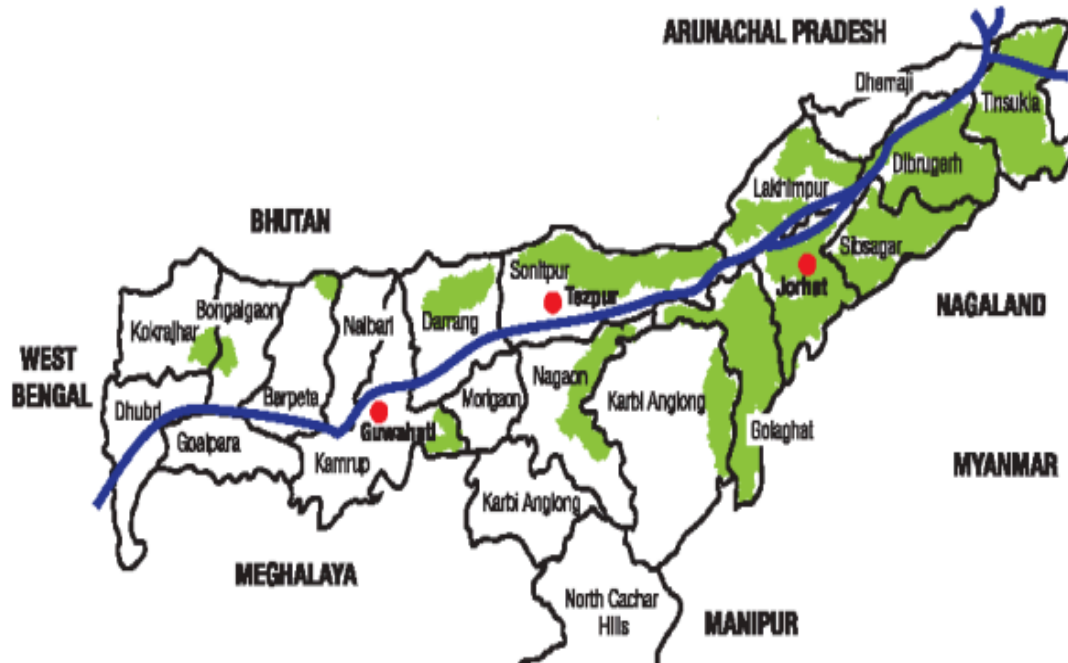 ARUNACHAL PRADESH
Dhemaji
Tinsukia
Dibrugarh
Lakhimpur
BHUTAN
Sonitpur
Sibsagar
Jorhat
Tezpur
Bongaigaon
Nalbari
Darrang
Kokrajhar
NAGALAND
WEST
BENGAL
Nagaon
Morigaon
Barpeta
Karbi Anglong
Dhubri
Guwahati
Golaghat
Goalpara
Kamrup
MYANMAR
Karbi Anglong
MEGHALAYA
North Cachar
Hills
MANIPUR